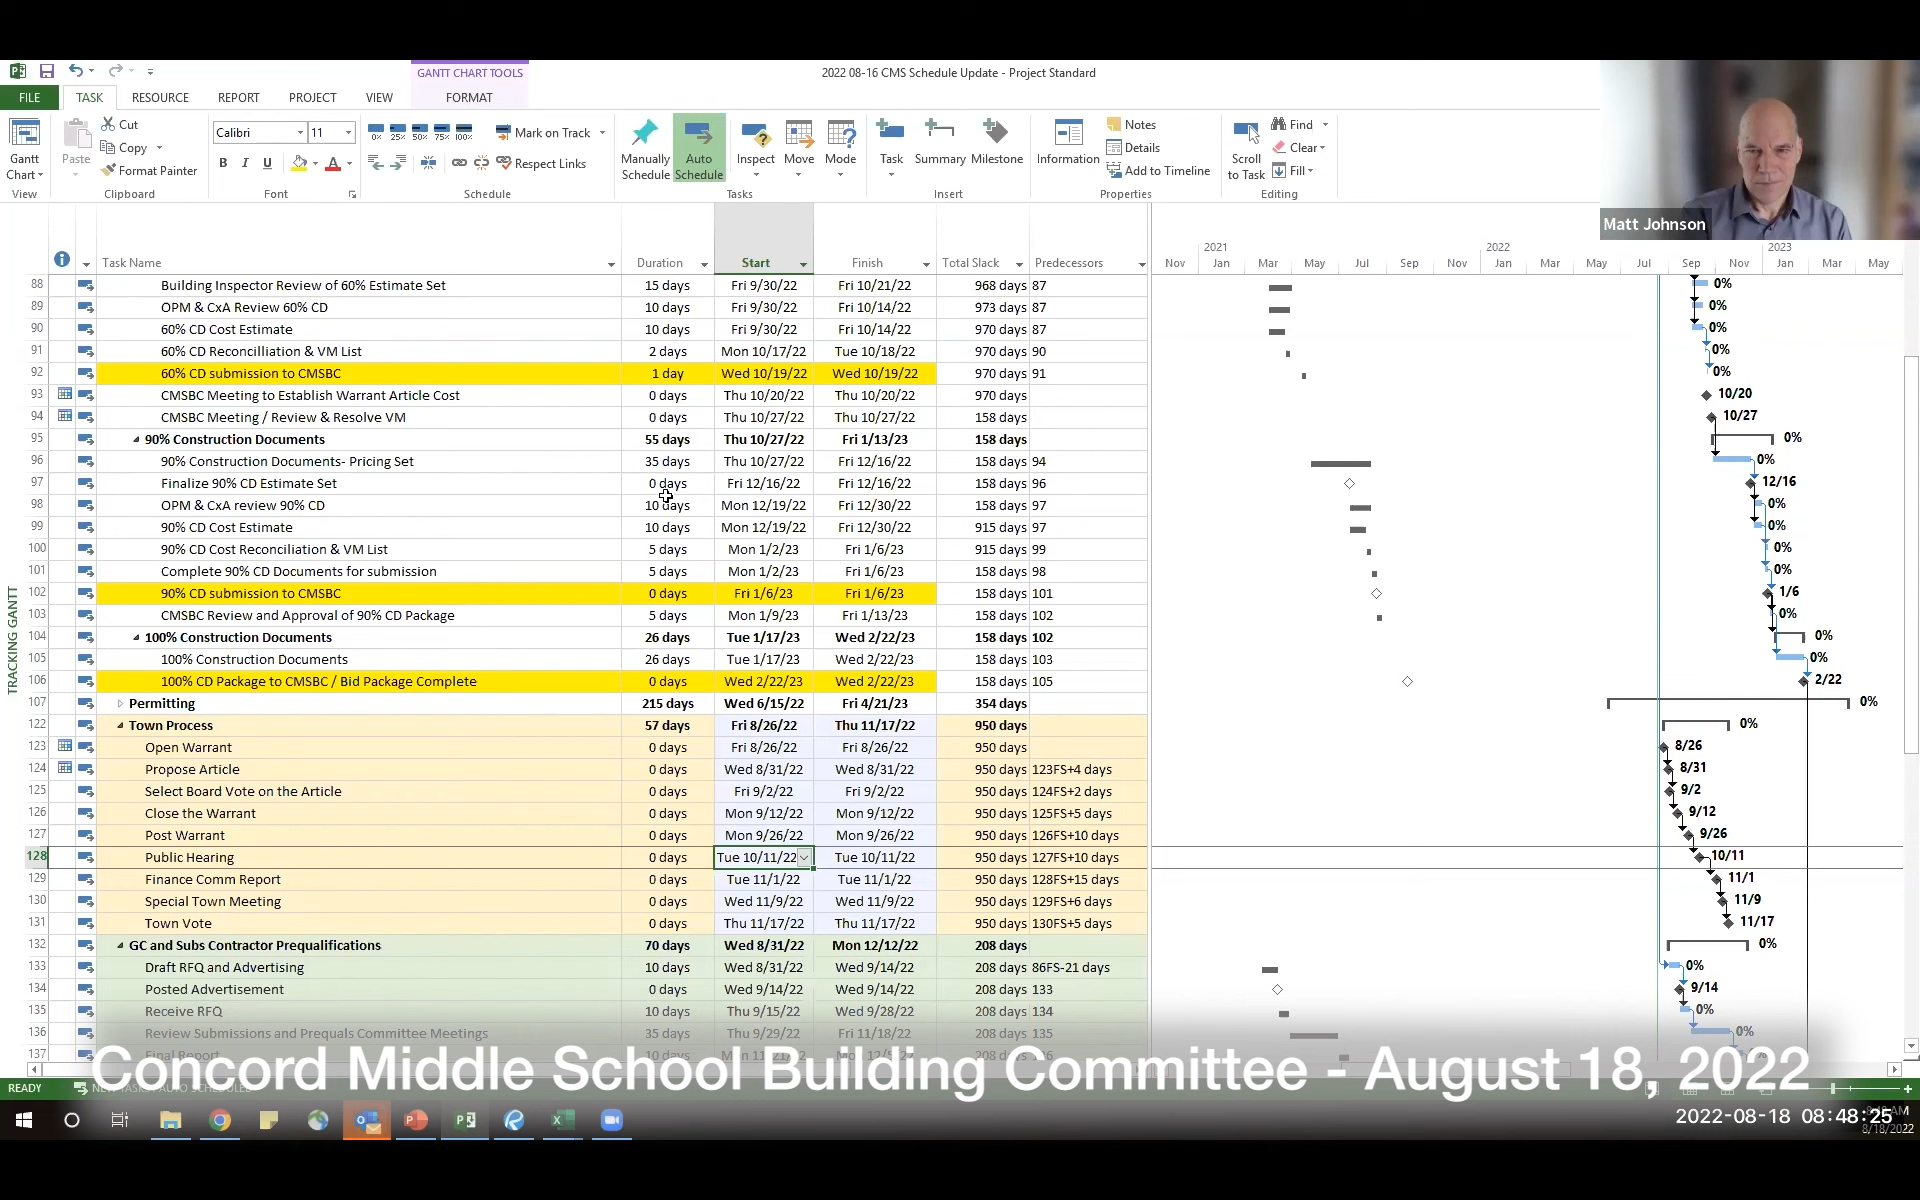 2022 08-16 CMS Schedule Update - Project Standard
GANTT CHART TOOLS
FILE TASK RESOURCE REPORT PROJECT VIEW FORMAT
Gantt Chart View
Paste Cut Copy Format Painter Clipboard
Calibri 11 B I U A Font
0% 25% 50% 75% 100% Mark on Track Respect Links Schedule
Manually Schedule Auto Schedule Inspect Move Mode Tasks
Task Summary Milestone Insert
Information Notes Details Add to Timeline Properties
Scroll to Task Find Clear Fill Editing
Matt Johnson
Task Name Duration Start Finish Total Slack Predecessors
2021 2022 2023
Nov Jan Mar May Jul Sep Nov Jan Mar May Jul Sep Nov Jan Mar May
88 Building Inspector Review of 60% Estimate Set 15 days Fri 9/30/22 Fri 10/21/22 968 days 87 0%
89 OPM & CxA Review 60% CD 10 days Fri 9/30/22 Fri 10/14/22 973 days 87 0%
90 60% CD Cost Estimate 10 days Fri 9/30/22 Fri 10/14/22 970 days 87 0%
91 60% CD Reconcilliation & VM List 2 days Mon 10/17/22 Tue 10/18/22 970 days 90 0%
92 60% CD submission to CMSBC 1 day Wed 10/19/22 Wed 10/19/22 970 days 91 0%
93 CMSBC Meeting to Establish Warrant Article Cost 0 days Thu 10/20/22 Thu 10/20/22 970 days 10/20
94 CMSBC Meeting / Review & Resolve VM 0 days Thu 10/27/22 Thu 10/27/22 158 days 10/27
95 90% Construction Documents 55 days Thu 10/27/22 Fri 1/13/23 158 days 0%
96 90% Construction Documents- Pricing Set 35 days Thu 10/27/22 Fri 12/16/22 158 days 94 0%
97 Finalize 90% CD Estimate Set 0 days Fri 12/16/22 Fri 12/16/22 158 days 96 12/16
98 OPM & CxA review 90% CD 10 days Mon 12/19/22 Fri 12/30/22 158 days 97 0%
99 90% CD Cost Estimate 10 days Mon 12/19/22 Fri 12/30/22 915 days 97 0%
100 90% CD Cost Reconciliation & VM List 5 days Mon 1/2/23 Fri 1/6/23 915 days 99 0%
101 Complete 90% CD Documents for submission 5 days Mon 1/2/23 Fri 1/6/23 158 days 98 0%
102 90% CD submission to CMSBC 0 days Fri 1/6/23 Fri 1/6/23 158 days 101 1/6
103 CMSBC Review and Approval of 90% CD Package 5 days Mon 1/9/23 Fri 1/13/23 158 days 102 0%
104 100% Construction Documents 26 days Tue 1/17/23 Wed 2/22/23 158 days 102 0%
105 100% Construction Documents 26 days Tue 1/17/23 Wed 2/22/23 158 days 103 0%
106 100% CD Package to CMSBC / Bid Package Complete 0 days Wed 2/22/23 Wed 2/22/23 158 days 105 2/22
107 Permitting 215 days Wed 6/15/22 Fri 4/21/23 354 days 0%
122 Town Process 57 days Fri 8/26/22 Thu 11/17/22 950 days 0%
123 Open Warrant 0 days Fri 8/26/22 Fri 8/26/22 950 days 8/26
124 Propose Article 0 days Wed 8/31/22 Wed 8/31/22 950 days 123FS+4 days 8/31
125 Select Board Vote on the Article 0 days Fri 9/2/22 Fri 9/2/22 950 days 124FS+2 days 9/2
126 Close the Warrant 0 days Mon 9/12/22 Mon 9/12/22 950 days 125FS+5 days 9/12
127 Post Warrant 0 days Mon 9/26/22 Mon 9/26/22 950 days 126FS+10 days 9/26
128 Public Hearing 0 days Tue 10/11/22 Tue 10/11/22 950 days 127FS+10 days 10/11
129 Finance Comm Report 0 days Tue 11/1/22 Tue 11/1/22 950 days 128FS+15 days 11/1
130 Special Town Meeting 0 days Wed 11/9/22 Wed 11/9/22 950 days 129FS+6 days 11/9
131 Town Vote 0 days Thu 11/17/22 Thu 11/17/22 950 days 130FS+5 days 11/17
132 GC and Subs Contractor Prequalifications 70 days Wed 8/31/22 Mon 12/12/22 208 days 0%
133 Draft RFQ and Advertising 10 days Wed 8/31/22 Wed 9/14/22 208 days 86FS-21 days 0%
134 Posted Advertisement 0 days Wed 9/14/22 Wed 9/14/22 208 days 133 9/14
135 Receive RFQ 10 days Thu 9/15/22 Wed 9/28/22 208 days 134 0%
136 Review Submissions and Prequals Committee Meetings 35 days Thu 9/29/22 Fri 11/18/22 208 days 135 0%
137 Final Report 10 days
TRACKING GANTT
Concord Middle School Building Committee - August 18, 2022
READY
2022-08-18 08:48:25
8/18/2022